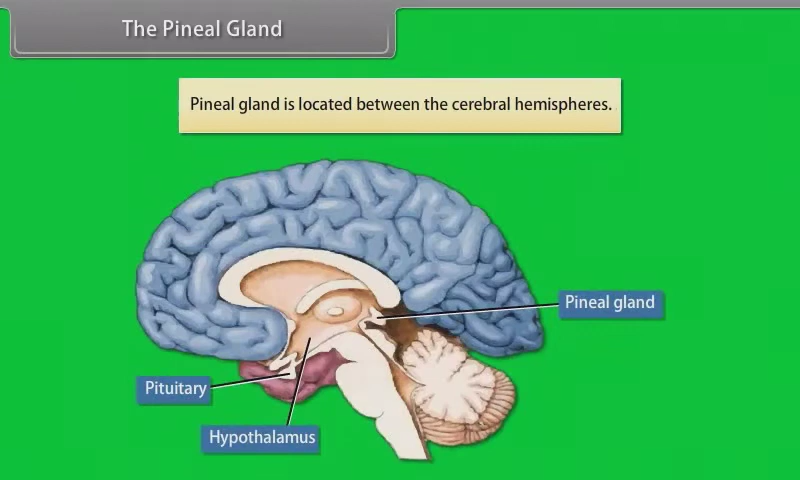 The Pineal Gland
Pineal gland is located between the cerebral hemispheres.
Pineal gland
Pituitary
Hypothalamus